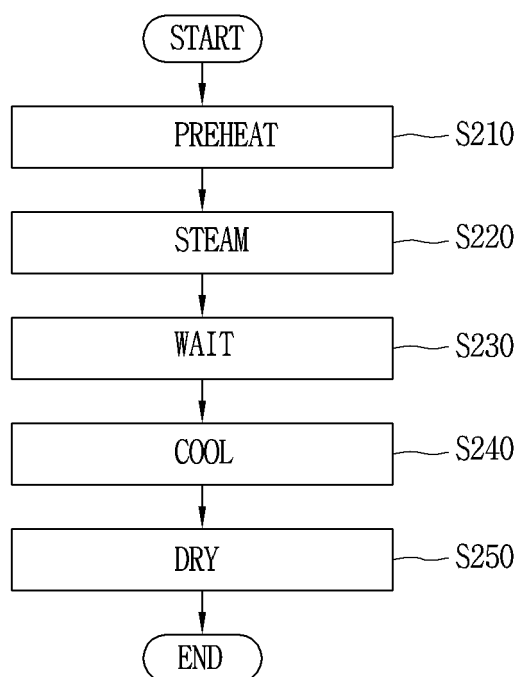 START
PREHEAT S210
STEAM S220
WAIT S230
COOL S240
DRY S250
END